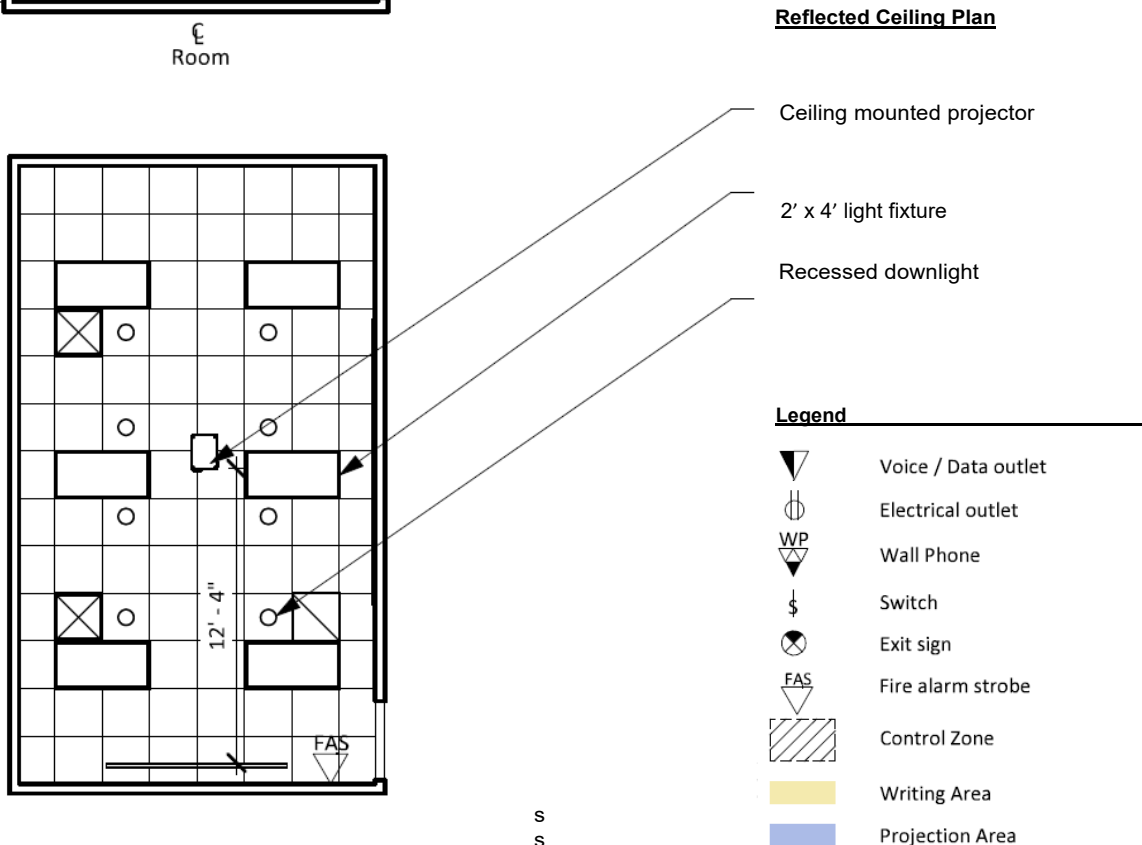 ℄
Room
Reflected Ceiling Plan
Ceiling mounted projector
2′ x 4′ light fixture
Recessed downlight
12' - 4"
FAS
Legend
Voice / Data outlet
Electrical outlet
WP
Wall Phone
$
Switch
Exit sign
FAS
Fire alarm strobe
Control Zone
Writing Area
Projection Area
s
s